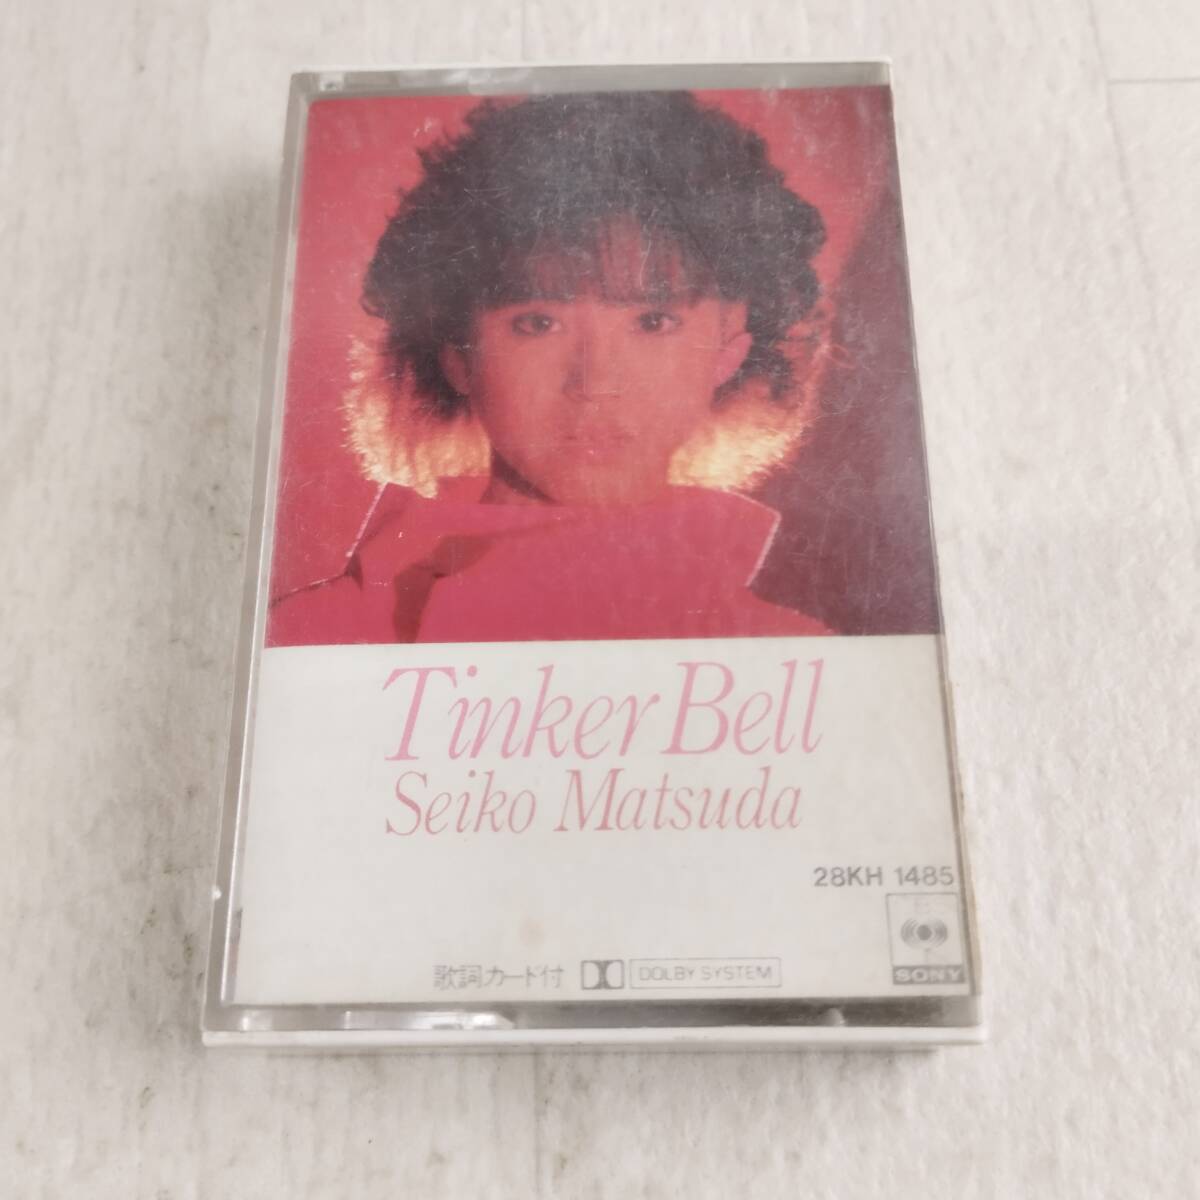 Tinker Bell
Seiko Matsuda
28KH 1485
SONY
歌詞カード付 DOLBY SYSTEM